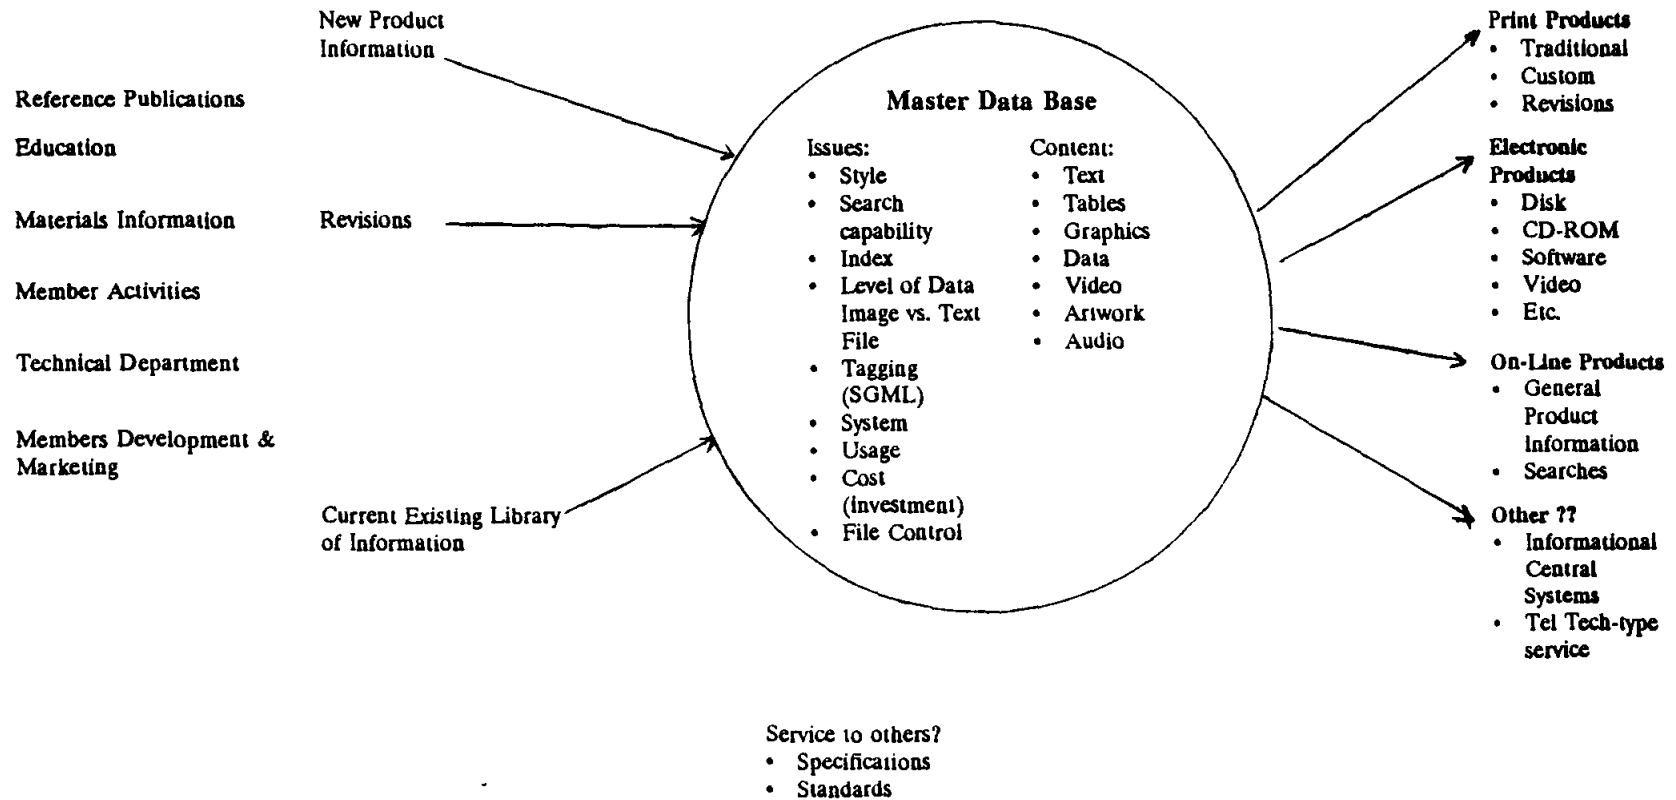 New Product
Information
Reference Publications
Education
Materials Information
Revisions
Member Activities
Technical Department
Members Development &
Marketing
Current Existing Library
of Information
Master Data Base
Issues:
• Style
• Search
capability
• Index
• Level of Data
Image vs. Text
File
• Tagging
(SGML)
• System
• Usage
• Cost
(investment)
• File Control
Content:
• Text
• Tables
• Graphics
• Data
• Video
• Artwork
• Audio
Print Products
• Traditional
• Custom
• Revisions
Electronic
Products
• Disk
• CD-ROM
• Software
• Video
• Etc.
On-Line Products
• General
Product
Information
• Searches
Other ??
• Informational
Central
Systems
• Tel Tech-type
service
Service to others?
• Specifications
• Standards